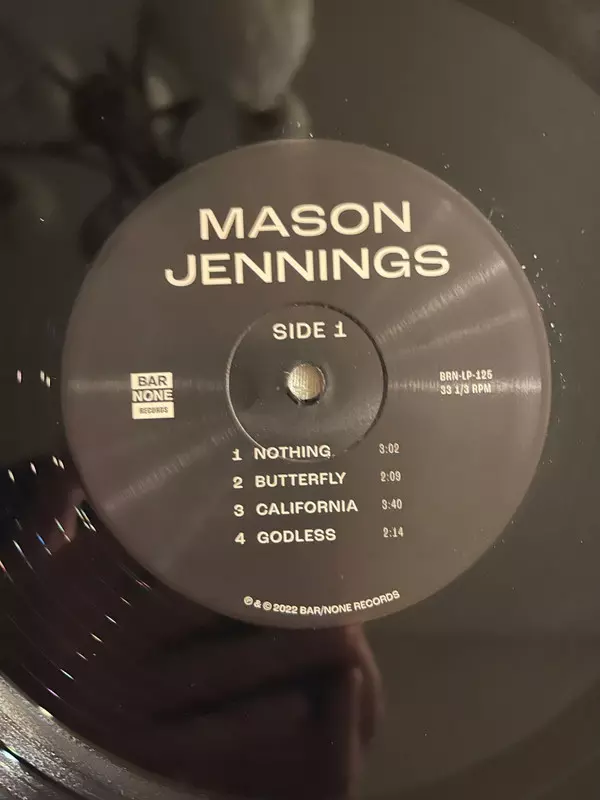 MASON
JENNINGS
SIDE 1
BAR
NONE
RECORDS
BRN-LP-125
33 1/3 RPM
1 NOTHING 3:02
2 BUTTERFLY 2:09
3 CALIFORNIA 3:40
4 GODLESS 2:14
℗ & © 2022 BAR/NONE RECORDS